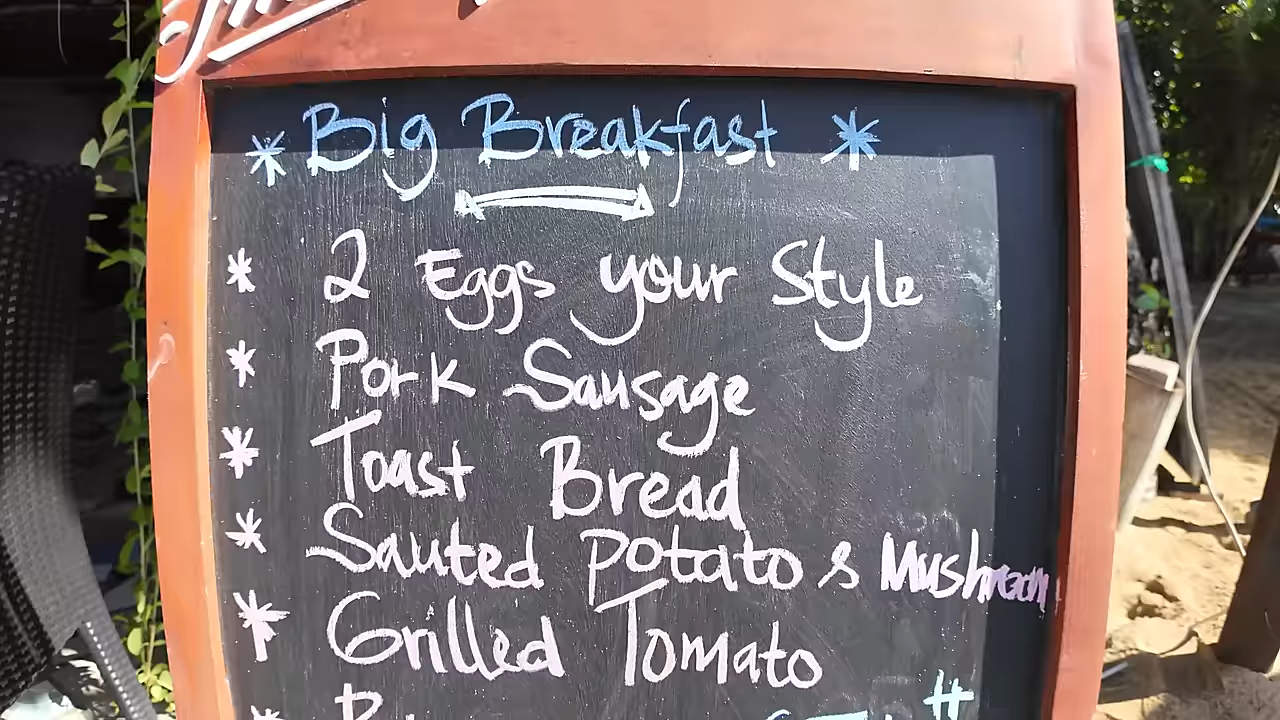 * Big Breakfast *
* 2 Eggs your Style
* Pork Sausage
* Toast Bread
* Sauted potato & Mushroom
* Grilled Tomato